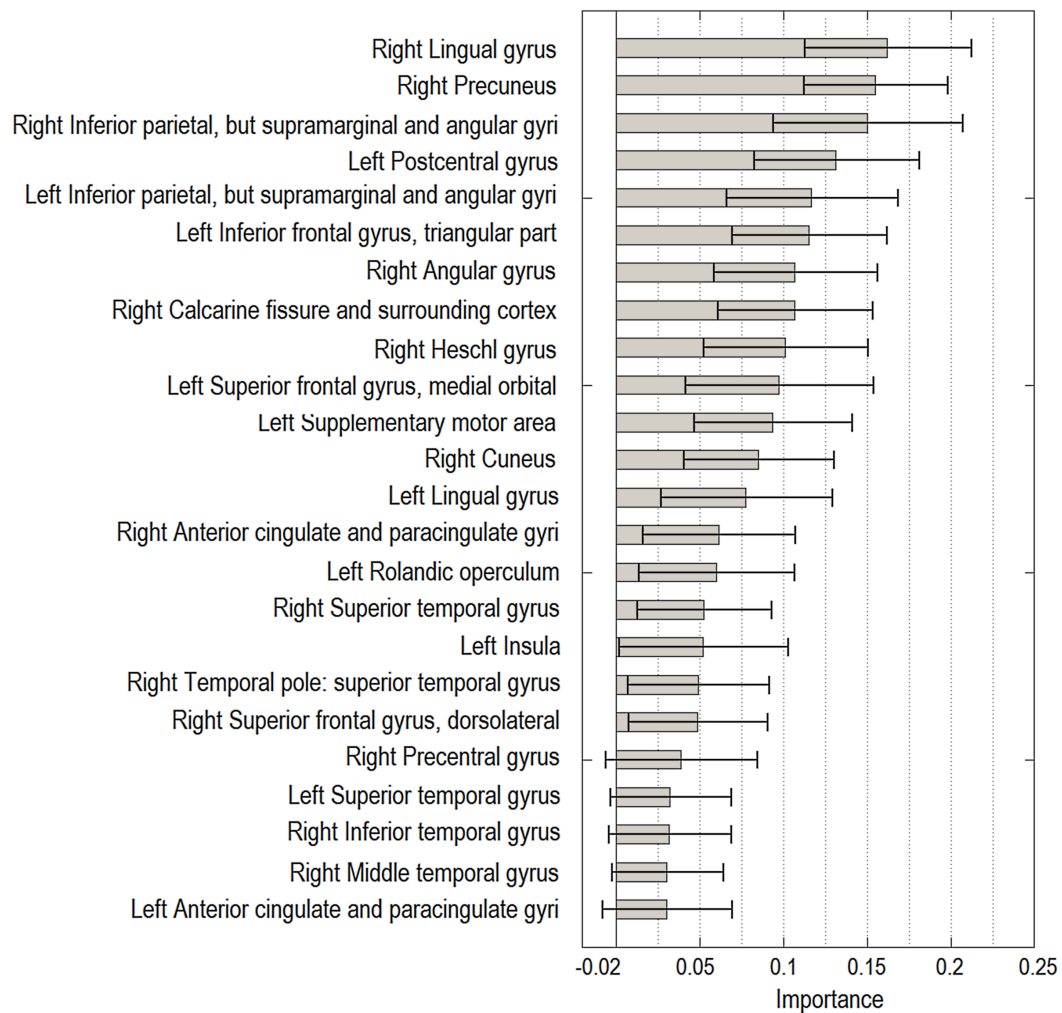 Right Lingual gyrus
Right Precuneus
Right Inferior parietal, but supramarginal and angular gyri
Left Postcentral gyrus
Left Inferior parietal, but supramarginal and angular gyri
Left Inferior frontal gyrus, triangular part
Right Angular gyrus
Right Calcarine fissure and surrounding cortex
Right Heschl gyrus
Left Superior frontal gyrus, medial orbital
Left Supplementary motor area
Right Cuneus
Left Lingual gyrus
Right Anterior cingulate and paracingulate gyri
Left Rolandic operculum
Right Superior temporal gyrus
Left Insula
Right Temporal pole: superior temporal gyrus
Right Superior frontal gyrus, dorsolateral
Right Precentral gyrus
Left Superior temporal gyrus
Right Inferior temporal gyrus
Right Middle temporal gyrus
Left Anterior cingulate and paracingulate gyri
-0.02 0.05 0.1 0.15 0.2 0.25
Importance